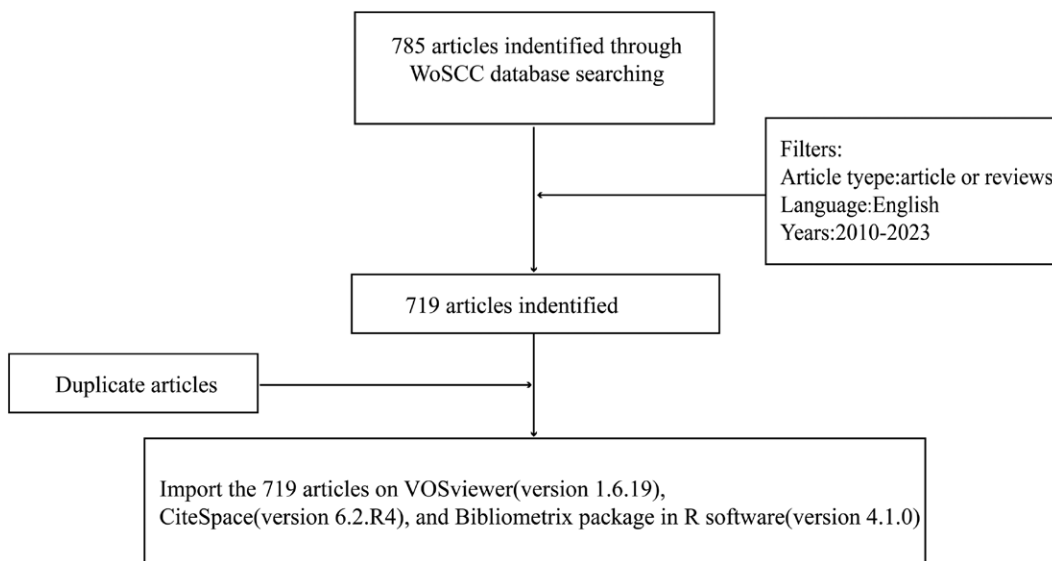 785 articles indentified through
WoSCC database searching
Filters:
Article tyepe:article or reviews
Language:English
Years:2010-2023
719 articles indentified
Duplicate articles
Import the 719 articles on VOSviewer(version 1.6.19),
CiteSpace(version 6.2.R4), and Bibliometrix package in R software(version 4.1.0)